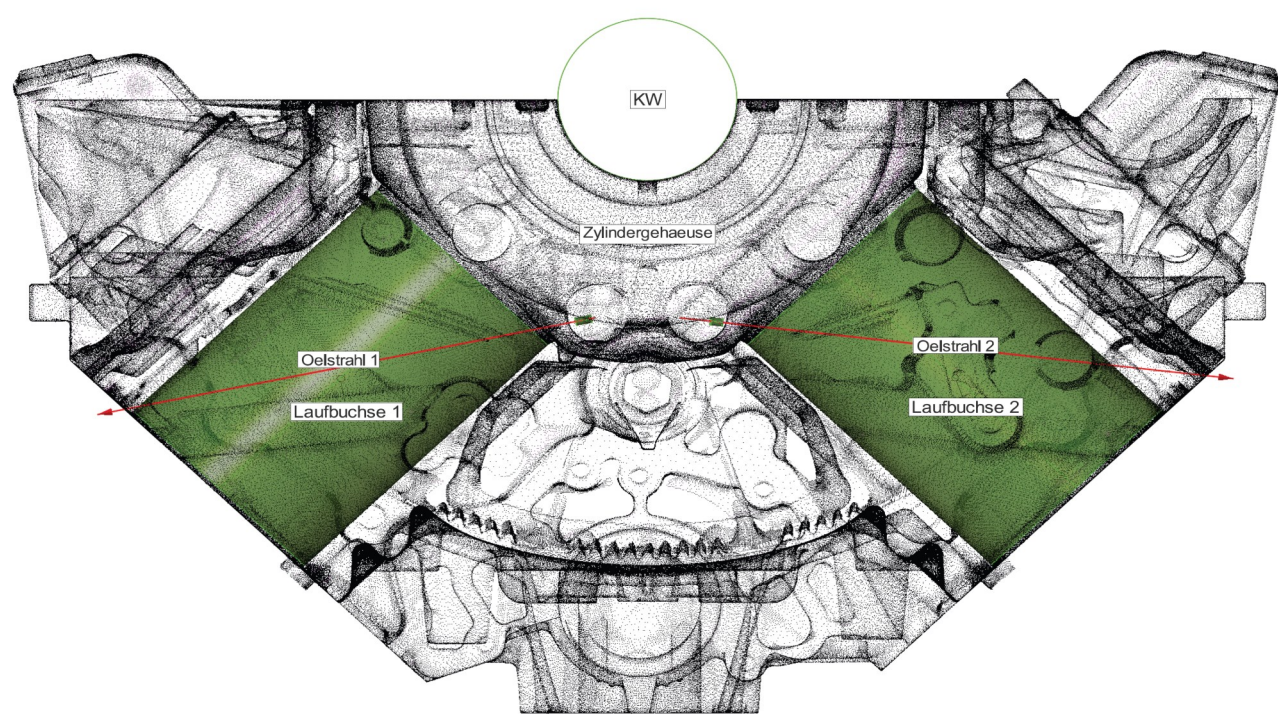 KW
Zylindergehaeuse
Oelstrahl 1
Oelstrahl 2
Laufbuchse 1
Laufbuchse 2